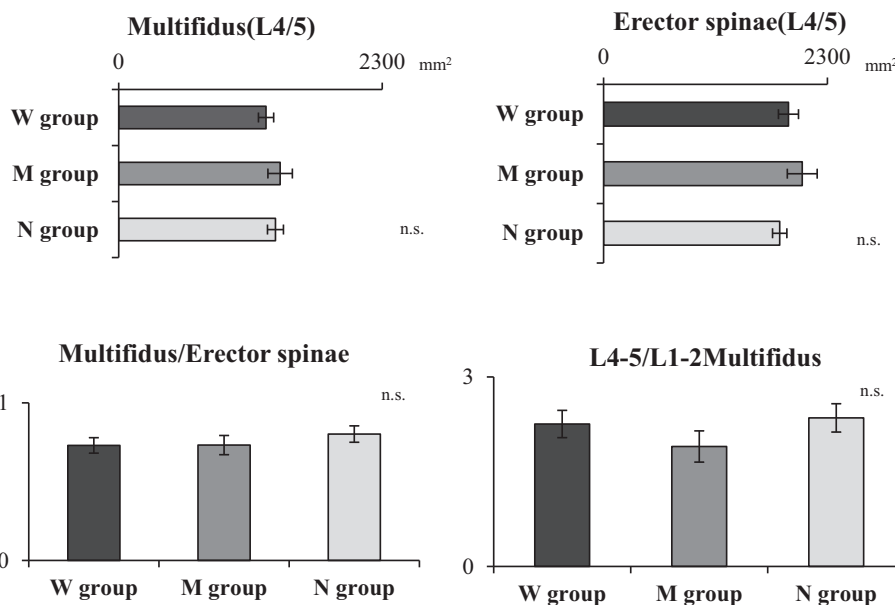 Multifidus(L4/5)
0 2300 mm²
W group
M group
N group
n.s.
Erector spinae(L4/5)
0 2300 mm²
W group
M group
N group
n.s.
Multifidus/Erector spinae
1
n.s.
0
W group M group N group
L4-5/L1-2Multifidus
3
n.s.
0
W group M group N group